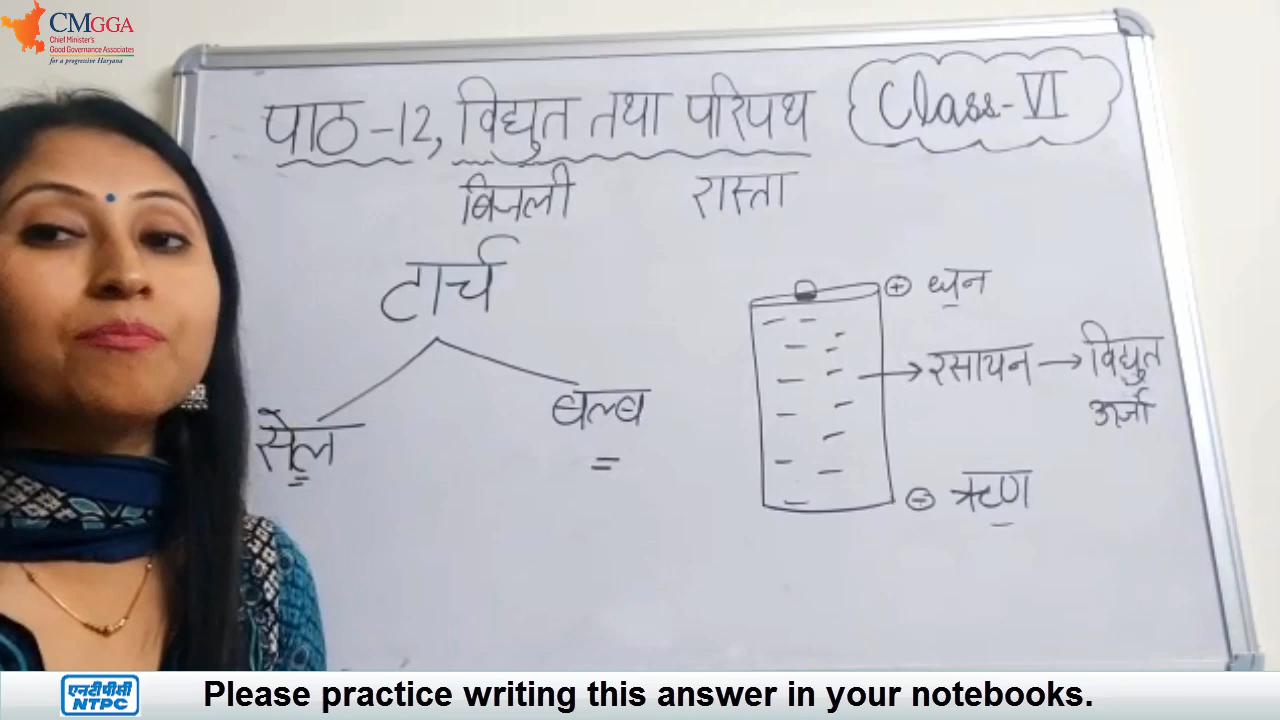 CMGGA
Chief Minister's
Good Governance Associates
for a progressive Haryana
पाठ-12, विद्युत तथा परिपथ
Class-VI
बिजली रास्ता
टार्च
सैल
बल्ब
⊕ धन
रसायन → विद्युत
ऊर्जा
⊖ ऋण
एनटीपीसी
NTPC
Please practice writing this answer in your notebooks.